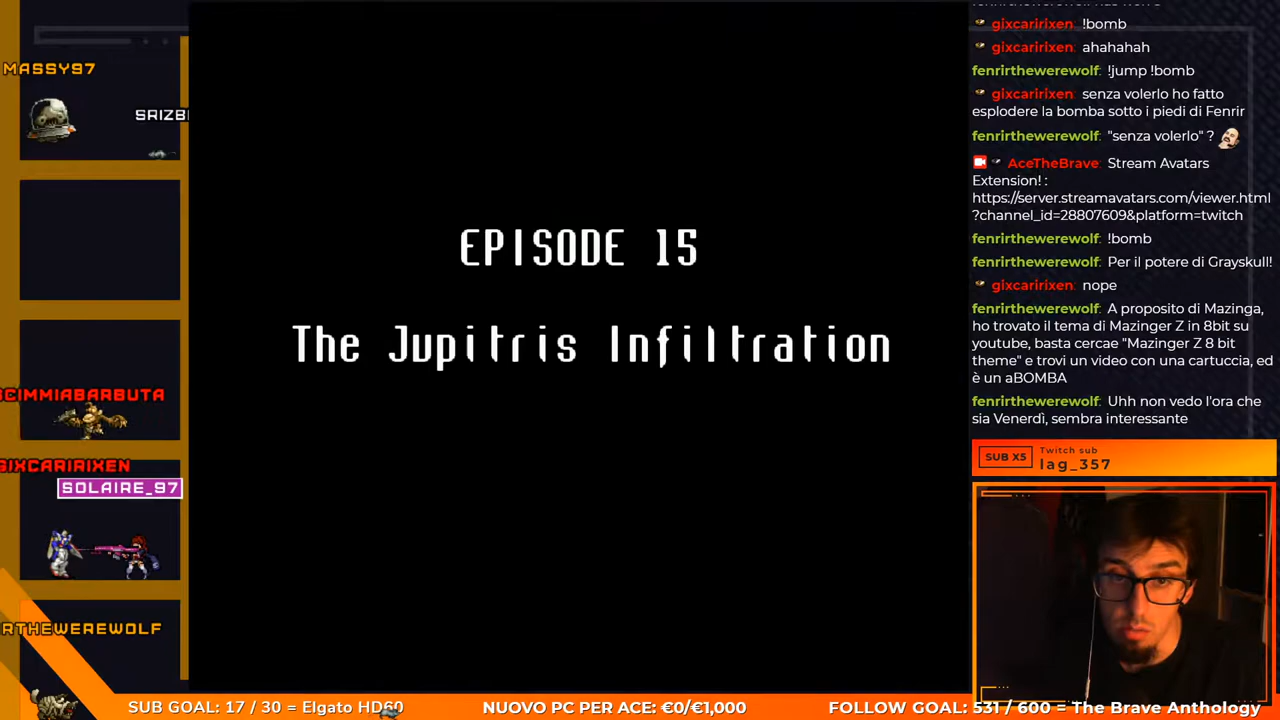 MASSY97
SCIMMIABARBUTA
GIXCARIRIXEN
SOLAIRE_97
RTHEWEREWOLF
EPISODE 15
The Jupitris Infiltration
gixcaririxen: !bomb
gixcaririxen: ahahahah
fenrirthewerewolf: !jump !bomb
gixcaririxen: senza volerlo ho fatto
esplodere la bomba sotto i piedi di Fenrir
fenrirthewerewolf: "senza volerlo" ?
AceTheBrave: Stream Avatars
Extension! :
https://server.streamavatars.com/viewer.html
?channel_id=28807609&platform=twitch
fenrirthewerewolf: !bomb
fenrirthewerewolf: Per il potere di Grayskull!
gixcaririxen: nope
fenrirthewerewolf: A proposito di Mazinga,
ho trovato il tema di Mazinger Z in 8bit su
youtube, basta cercae "Mazinger Z 8 bit
theme" e trovi un video con una cartuccia, ed
è un aBOMBA
fenrirthewerewolf: Uhh non vedo l'ora che
sia Venerdì, sembra interessante
SUB X5
Twitch sub
lag_357
SUB GOAL: 17 / 30 = Elgato HD60
NUOVO PC PER ACE: €0/€1,000
FOLLOW GOAL: 531 / 600 = The Brave Anthology